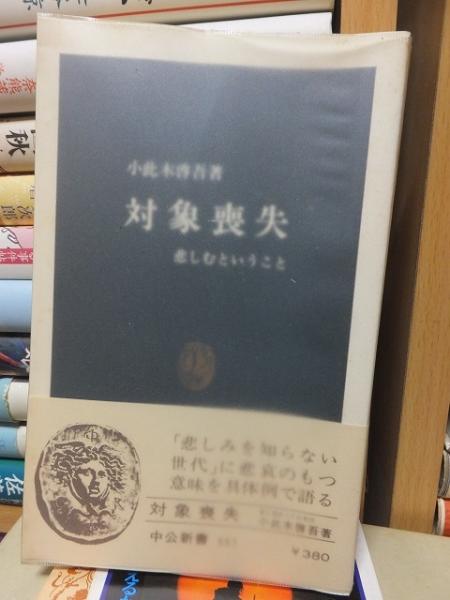 小此木啓吾著
対象喪失
悲しむということ
「悲しみを知らない
世代」に悲哀のもつ
意味を具体例で語る
対象喪失
小此木啓吾著
中公新書 557
¥380